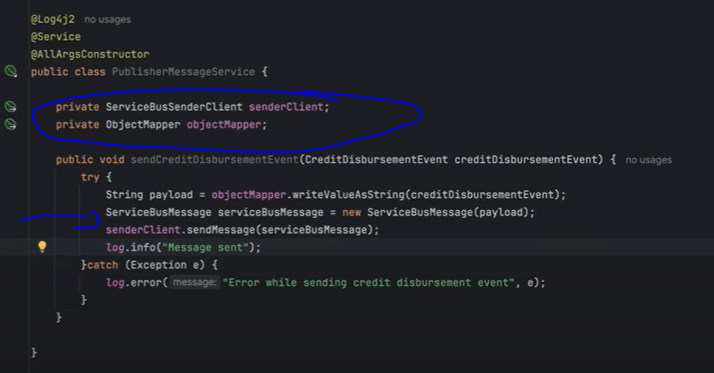 @Log4j2 no usages
@Service
@AllArgsConstructor
public class PublisherMessageService {
private ServiceBusSenderClient senderClient;
private ObjectMapper objectMapper;
public void sendCreditDisbursementEvent(CreditDisbursementEvent creditDisbursementEvent) { no usages
try {
String payload = objectMapper.writeValueAsString(creditDisbursementEvent);
ServiceBusMessage serviceBusMessage = new ServiceBusMessage(payload);
senderClient.sendMessage(serviceBusMessage);
log.info("Message sent");
}catch (Exception e) {
log.error( message: "Error while sending credit disbursement event", e);
}
}
}